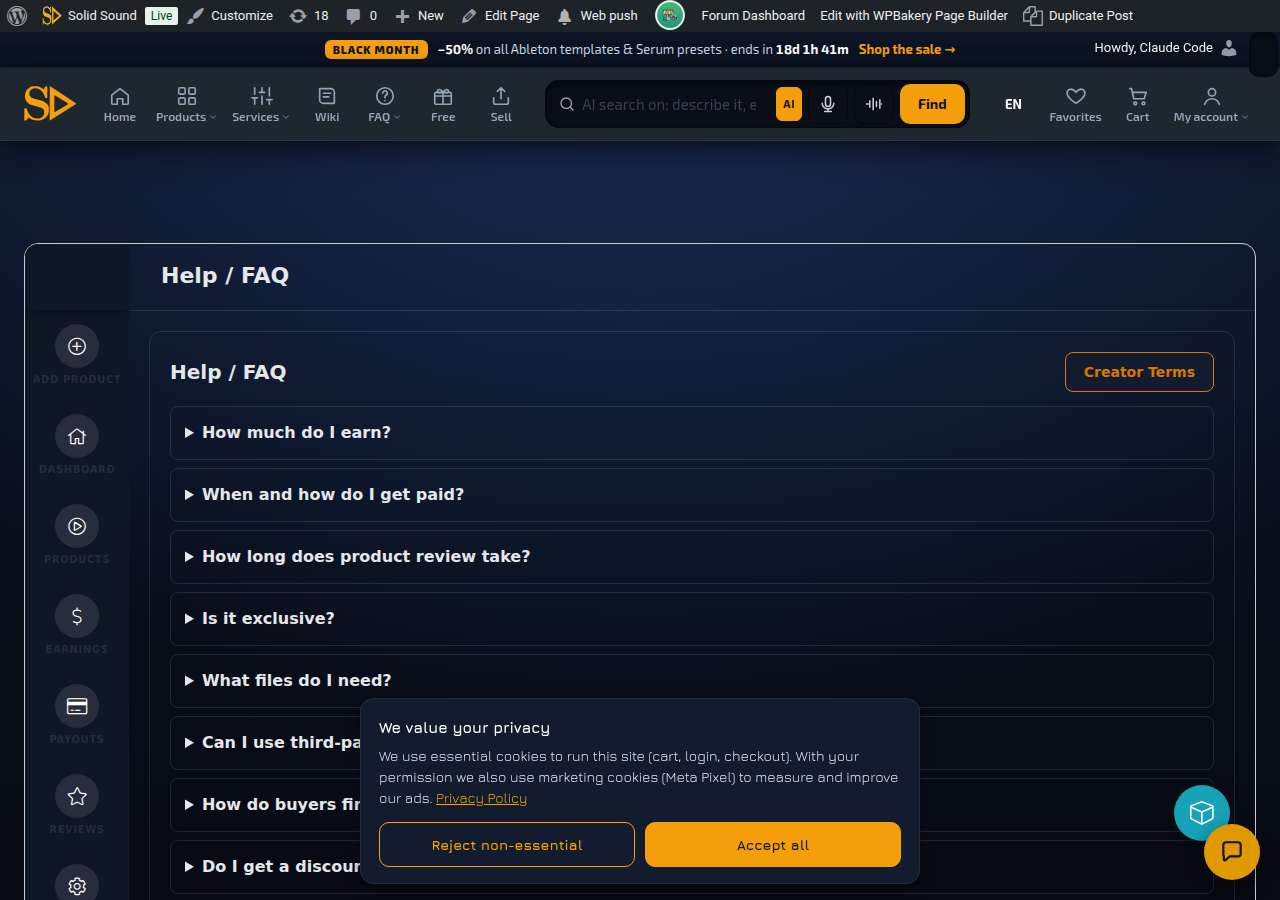 Solid Sound Live Customize 18 0 New Edit Page Web push Forum Dashboard Edit with WPBakery Page Builder Duplicate Post
BLACK MONTH −50% on all Ableton templates & Serum presets · ends in 18d 1h 41m Shop the sale →
Howdy, Claude Code
Home Products Services Wiki FAQ Free Sell
AI search on: describe it, e
AI
Find
EN
Favorites Cart My account
Help / FAQ
ADD PRODUCT
DASHBOARD
PRODUCTS
EARNINGS
PAYOUTS
REVIEWS
Help / FAQ
Creator Terms
How much do I earn?
When and how do I get paid?
How long does product review take?
Is it exclusive?
What files do I need?
Can I use third-pa
How do buyers fin
Do I get a discoun
We value your privacy
We use essential cookies to run this site (cart, login, checkout). With your
permission we also use marketing cookies (Meta Pixel) to measure and improve
our ads. Privacy Policy
Reject non-essential
Accept all